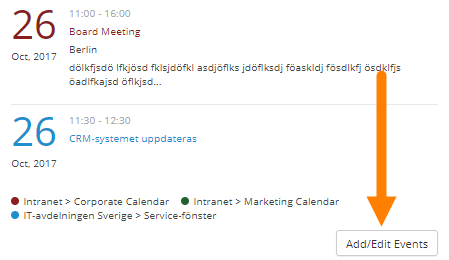 26
11:00 - 16:00
Board Meeting
Berlin
Oct, 2017
dölkfjsdö lfkjösd fklsjdöfkl asdjöflks jdöflksdj föaskldj fösdlkfj ösdklfjs
öadlfkajsd öflkjsd...
26
11:30 - 12:30
CRM-systemet uppdateras
Oct, 2017
Intranet > Corporate Calendar Intranet > Marketing Calendar
IT-avdelningen Sverige > Service-fönster
Add/Edit Events